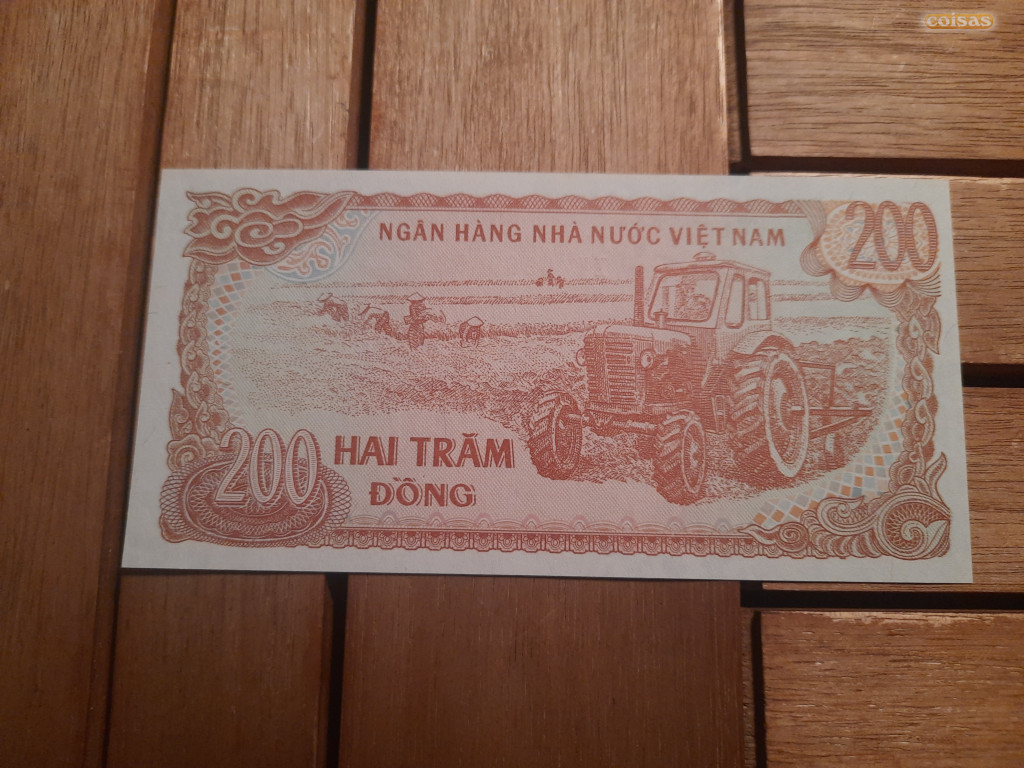 coisas
NGÂN HÀNG NHÀ NƯỚC VIỆT NAM
200
200
HAI TRĂM
ĐỒNG